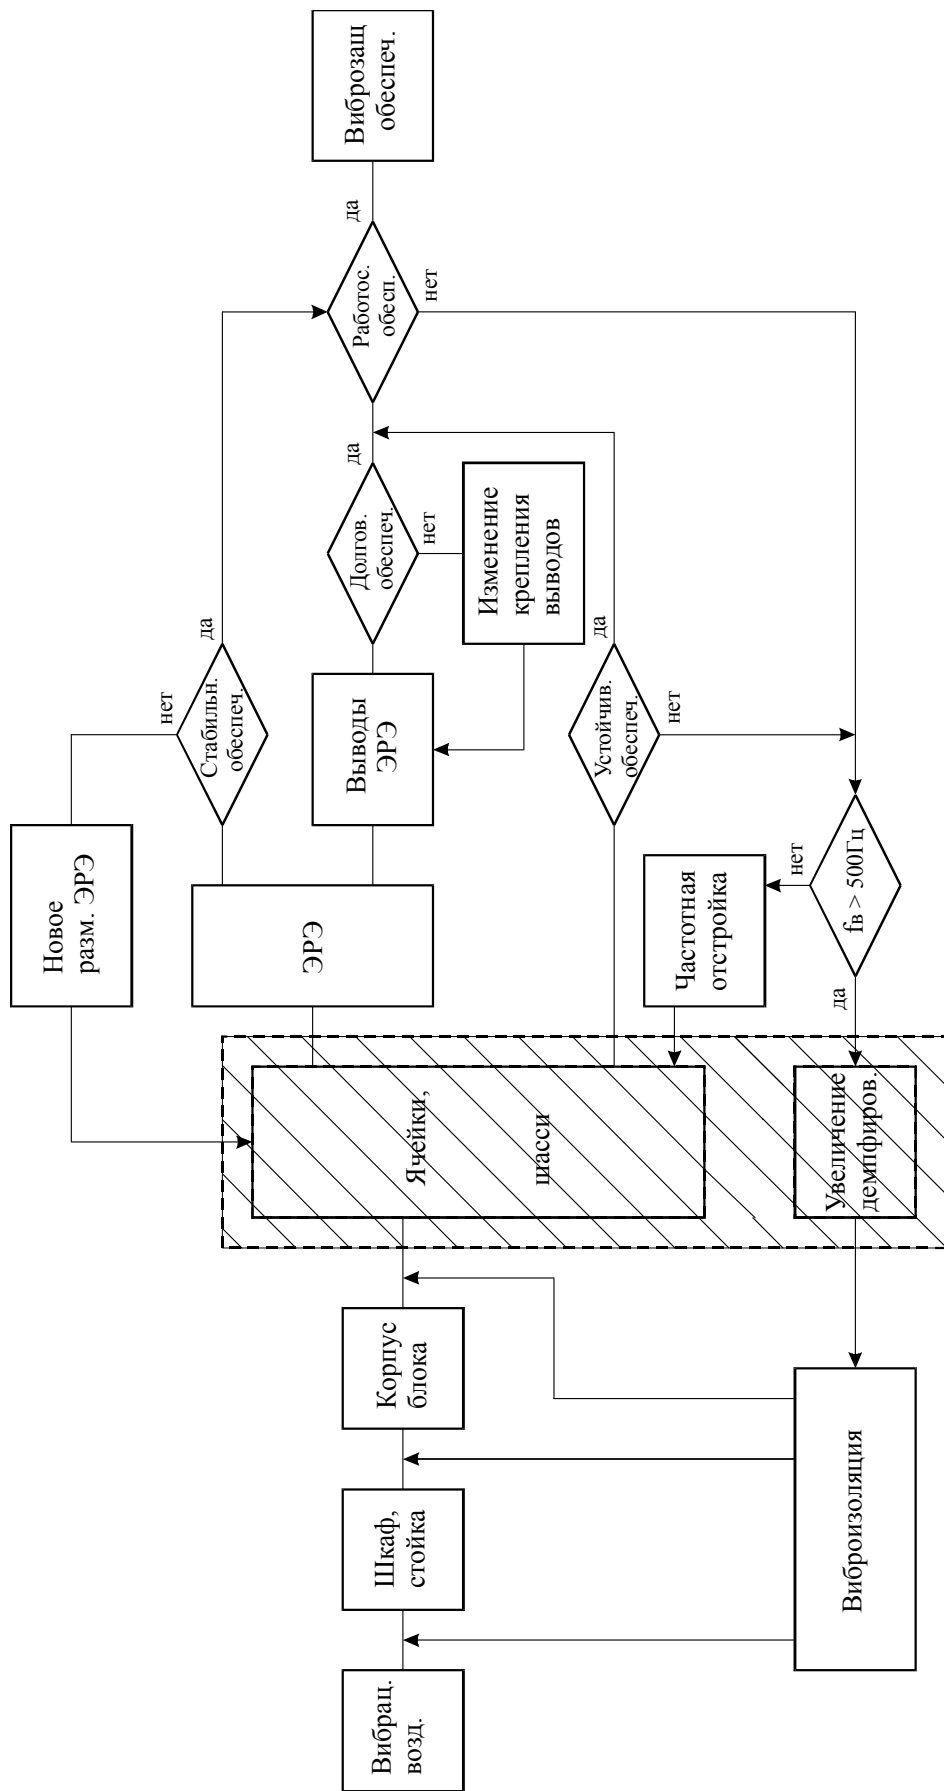 Вибрац.
возд.
Шкаф,
стойка
Корпус
блока
Виброизоляция
Ячейки,
шасси
Увеличение
демпфиров.
Новое
разм. ЭРЭ
ЭРЭ
Частотная
отстройка
да
fв > 500Гц
нет
Стабильн.
обеспеч.
нет
да
Выводы
ЭРЭ
Устойчив.
обеспеч.
нет
да
Долгов.
обеспеч.
нет
да
Изменение
крепления
выводов
Работос.
обесп.
нет
да
Виброзащ
обеспеч.